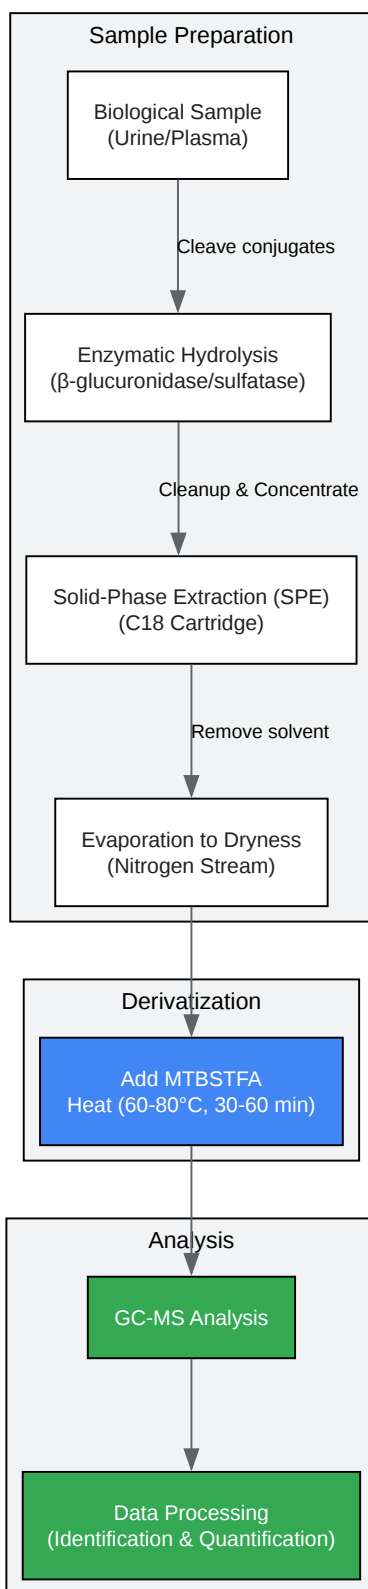 Sample Preparation
Biological Sample
(Urine/Plasma)
Cleave conjugates
Enzymatic Hydrolysis
(β-glucuronidase/sulfatase)
Cleanup & Concentrate
Solid-Phase Extraction (SPE)
(C18 Cartridge)
Remove solvent
Evaporation to Dryness
(Nitrogen Stream)
Derivatization
Add MTBSTFA
Heat (60-80°C, 30-60 min)
Analysis
GC-MS Analysis
Data Processing
(Identification & Quantification)